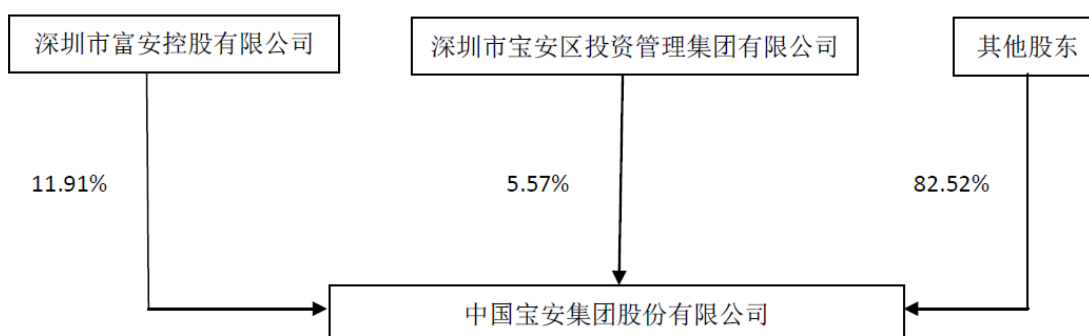 深圳市富安控股有限公司
深圳市宝安区投资管理集团有限公司
其他股东
11.91%
5.57%
82.52%
中国宝安集团股份有限公司